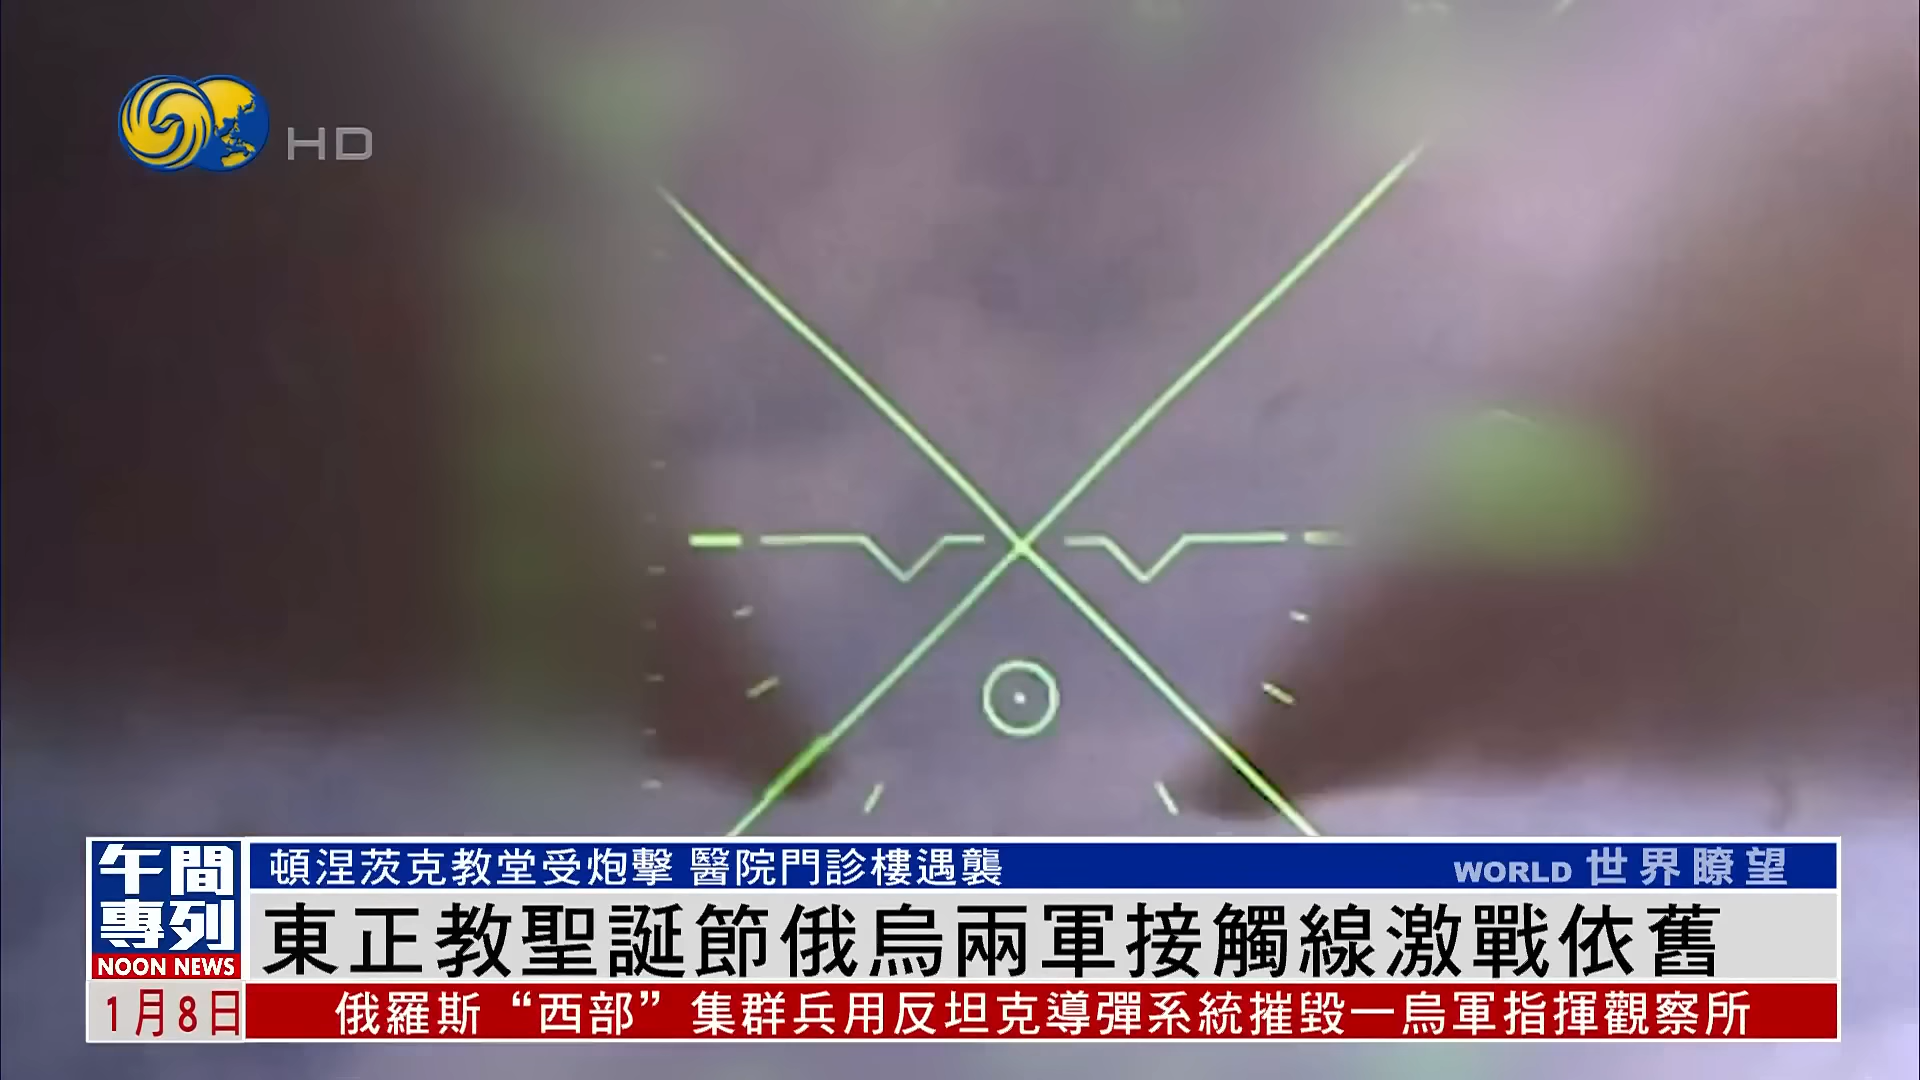 HD
頓涅茨克教堂受炮擊 醫院門診樓遇襲
WORLD 世界瞭望
午間
專列
NOON NEWS
東正教聖誕節俄烏兩軍接觸線激戰依舊
1月8日
俄羅斯“西部”集群兵用反坦克導彈系統摧毀一烏軍指揮觀察所